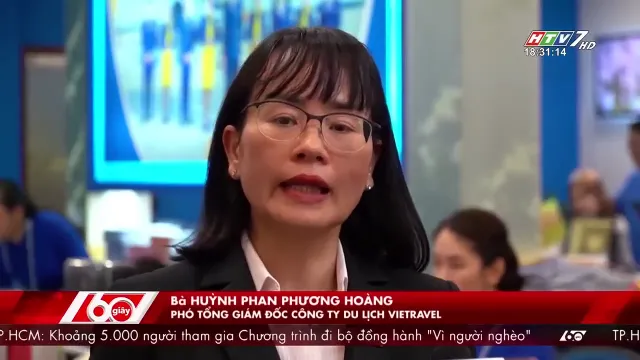 HTV7 HD
18:31:14
60 giây
Bà HUỲNH PHAN PHƯƠNG HOÀNG
PHÓ TỔNG GIÁM ĐỐC CÔNG TY DU LỊCH VIETRAVEL
P.HCM: Khoảng 5.000 người tham gia Chương trình đi bộ đồng hành "Vì người nghèo" 60 TP.H